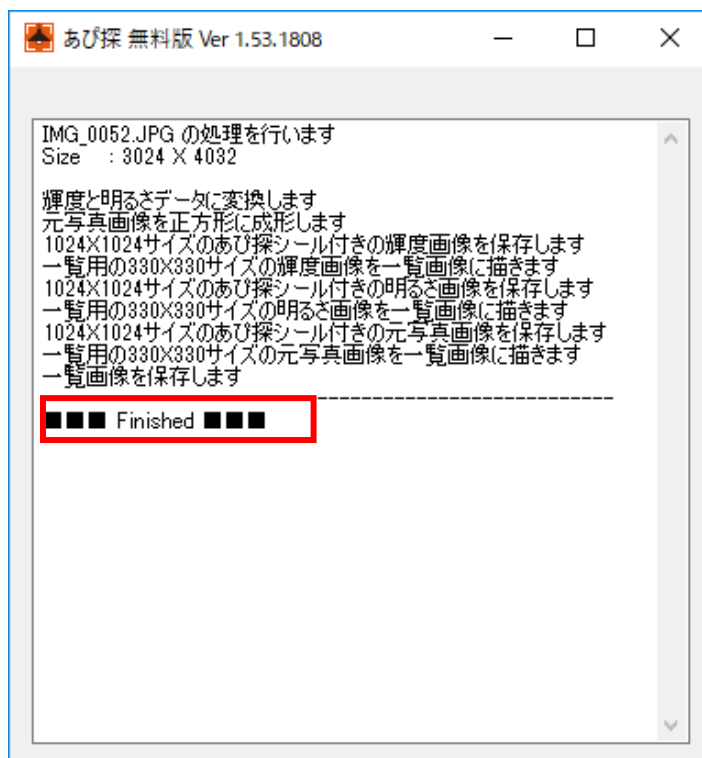 あぴ探 無料版 Ver 1.53.1808
IMG_0052.JPG の処理を行います
Size : 3024 X 4032
輝度と明るさデータに変換します
元写真画像を正方形に成形します
1024X1024サイズのあぴ探シール付きの輝度画像を保存します
一覧用の330X330サイズの輝度画像を一覧画像に描きます
1024X1024サイズのあぴ探シール付きの明るさ画像を保存します
一覧用の330X330サイズの明るさ画像を一覧画像に描きます
1024X1024サイズのあぴ探シール付きの元写真画像を保存します
一覧用の330X330サイズの元写真画像を一覧画像に描きます
一覧画像を保存します
----------------------------
■■■ Finished ■■■